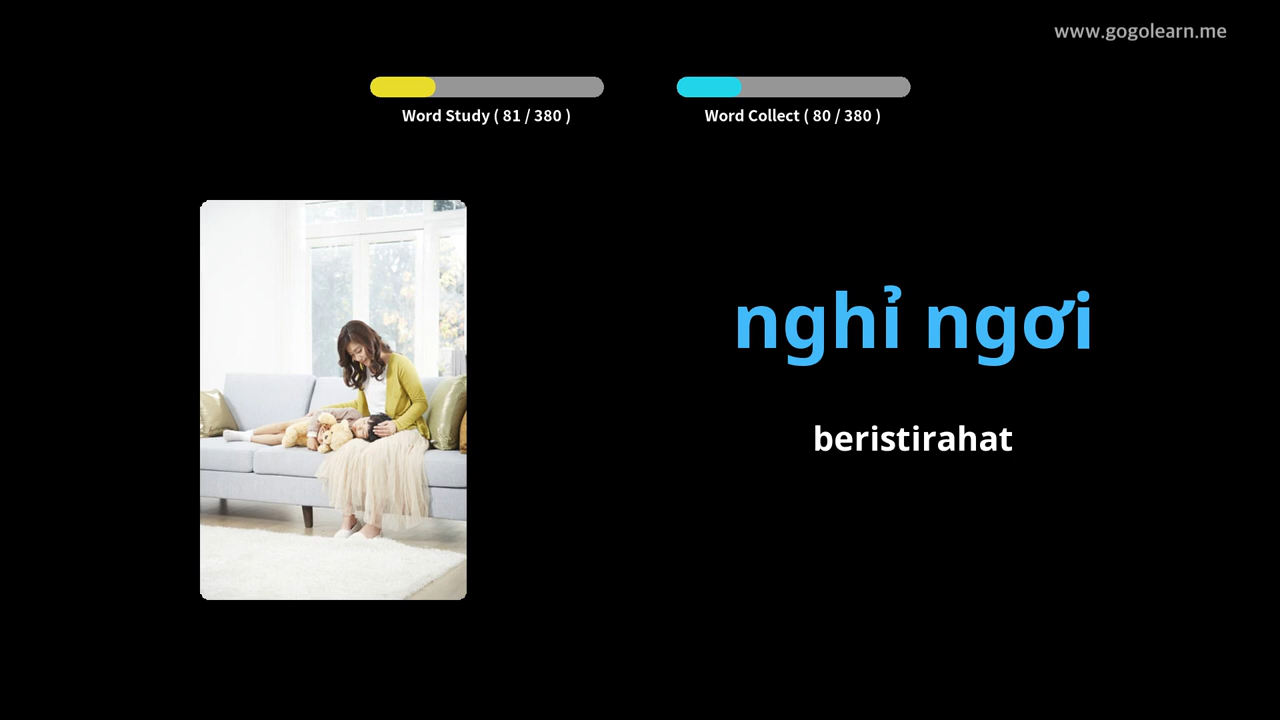 www.gogolearn.me
Word Study ( 81 / 380 )
Word Collect ( 80 / 380 )
nghỉ ngơi
beristirahat